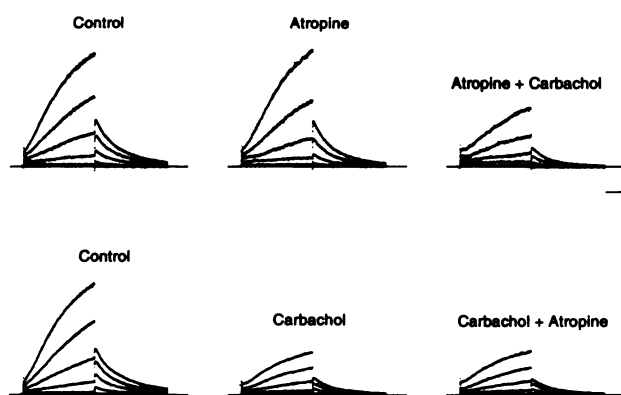 Control
Atropine
Atropine + Carbachol
Control
Carbachol
Carbachol + Atropine